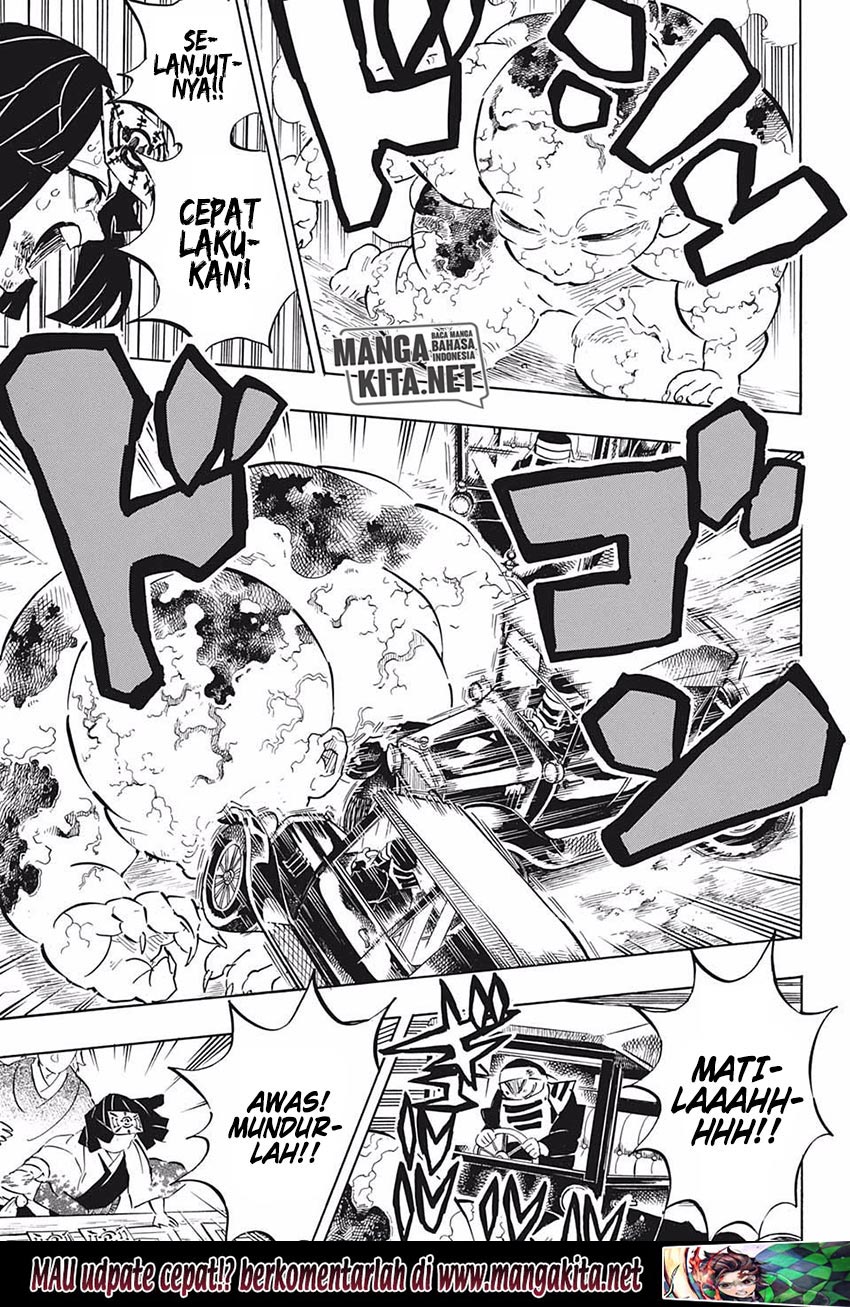 ドォン
SE-
LANJUT-
NYA!!
CEPAT
LAKU-
KAN!
MANGA
KITA.NET
BACA MANGA
BAHASA
INDONESIA
ドゴン
MATI-
LAAAHH-
HHH!!
AWAS!
MUNDUR-
LAH!!
MAU udpate cepat!? berkomentarlah di www.mangakita.net